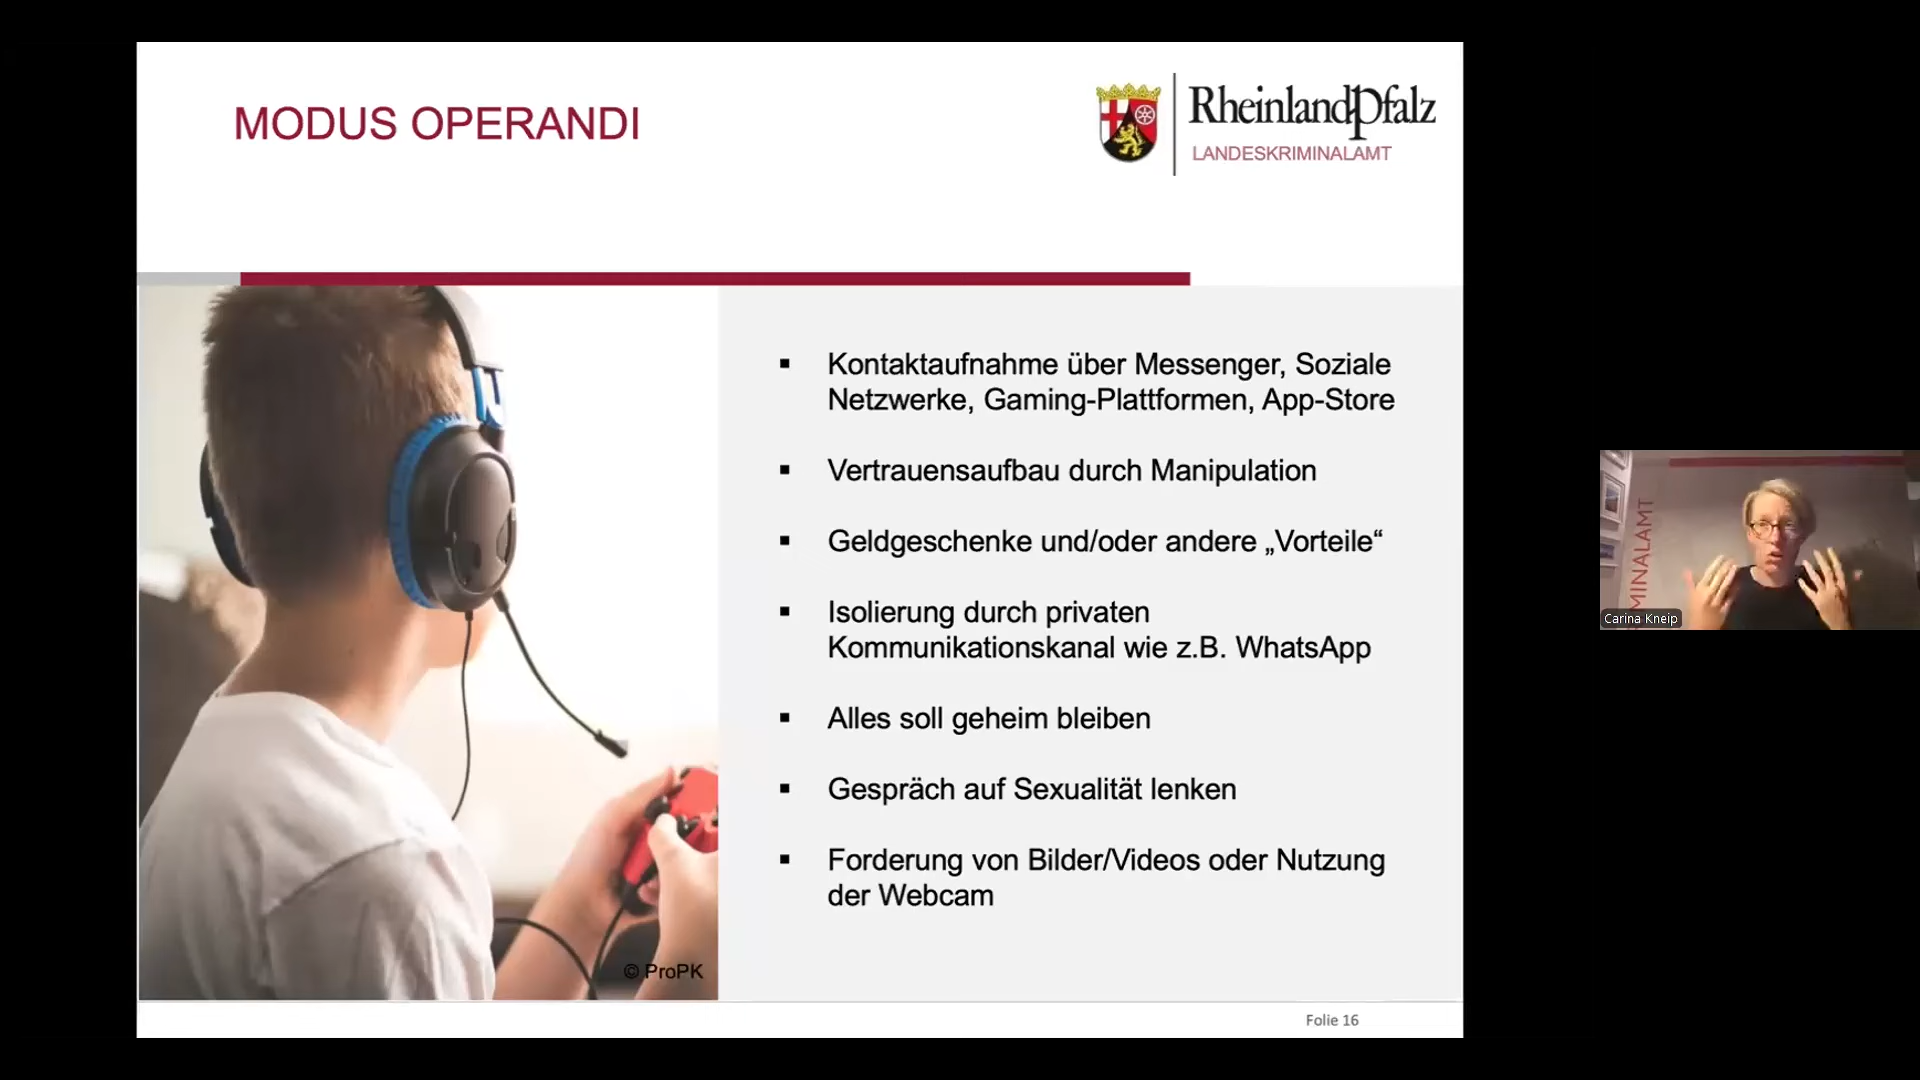 MODUS OPERANDI
RheinlandPfalz
LANDESKRIMINALAMT
▪ Kontaktaufnahme über Messenger, Soziale
Netzwerke, Gaming-Plattformen, App-Store
▪ Vertrauensaufbau durch Manipulation
▪ Geldgeschenke und/oder andere „Vorteile“
▪ Isolierung durch privaten
Kommunikationskanal wie z.B. WhatsApp
▪ Alles soll geheim bleiben
▪ Gespräch auf Sexualität lenken
▪ Forderung von Bilder/Videos oder Nutzung
der Webcam
© ProPK
Folie 16
MINALAMT
Carina Kneip